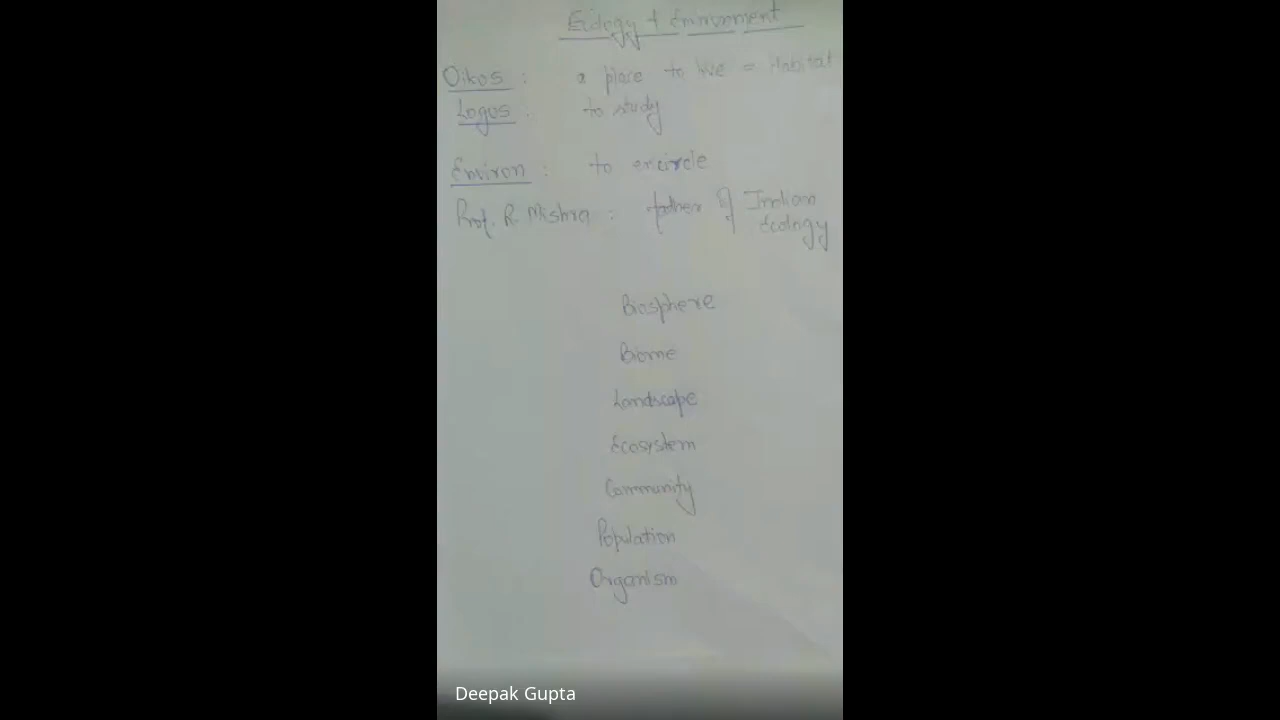 Ecology & Environment
Oikos : a place to live = Habitat
Logos : to study
Environ : to encircle
Prof. R. Mishra : father of Indian
Ecology
Biosphere
Biome
Landscape
Ecosystem
Community
Population
Organism
Deepak Gupta